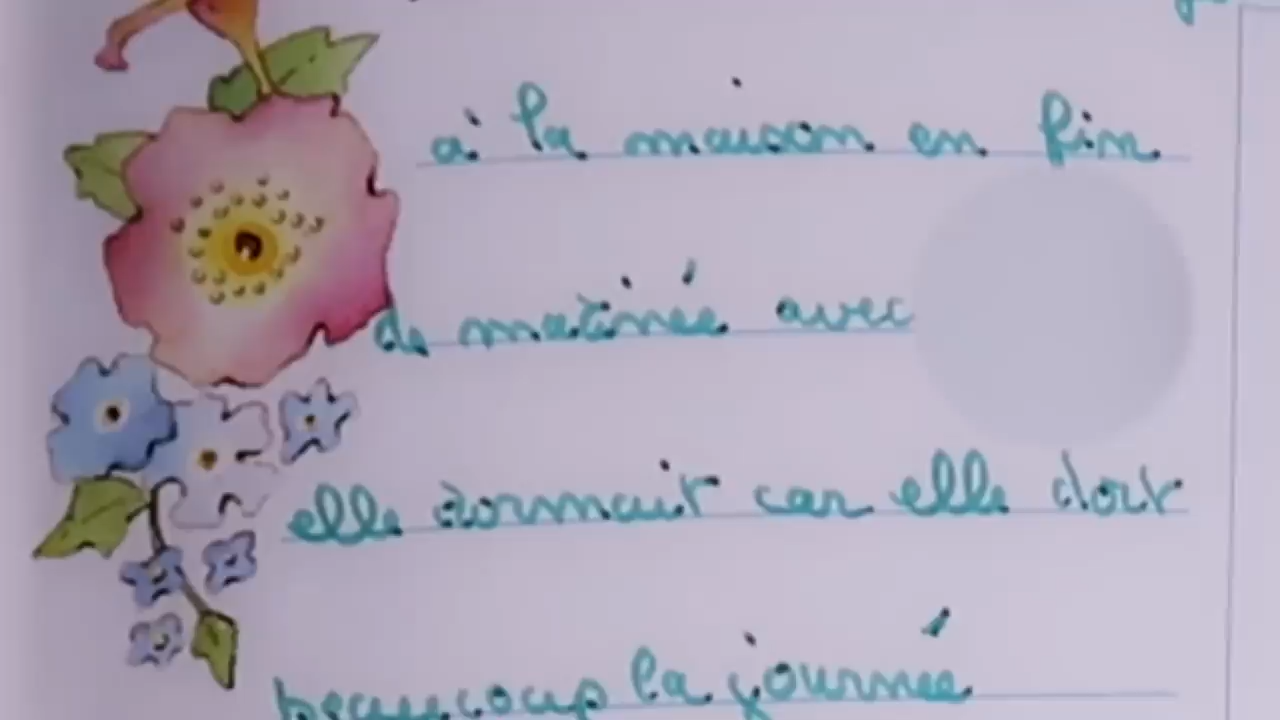 à la maison en fin
de matinée avec
elle dormait car elle dort
beaucoup la journée